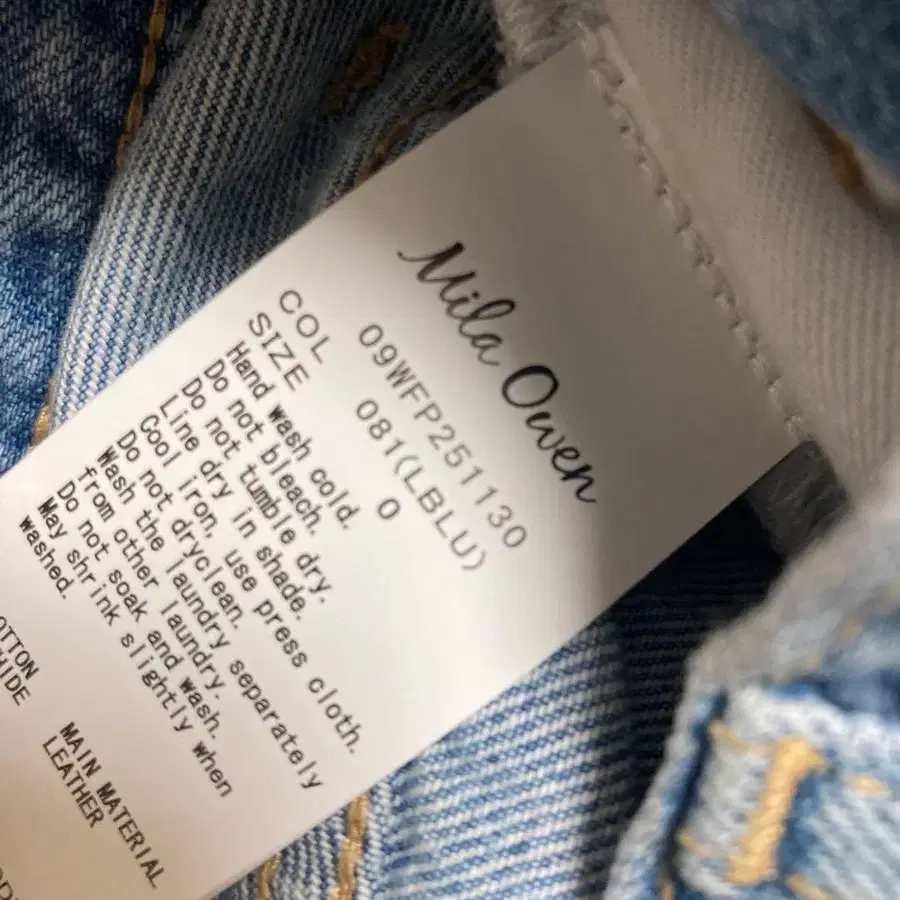 Mila Owen
09WFP251130
COL 081(LBLU)
SIZE 0
Hand wash cold.
Do not bleach.
Do not tumble dry.
Line dry in shade.
Cool iron, use press cloth.
Do not dryclean.
Wash the laundry separately
from other laundry.
Do not soak and wash.
May shrink slightly when
washed.
MAIN MATERIAL
LEATHER